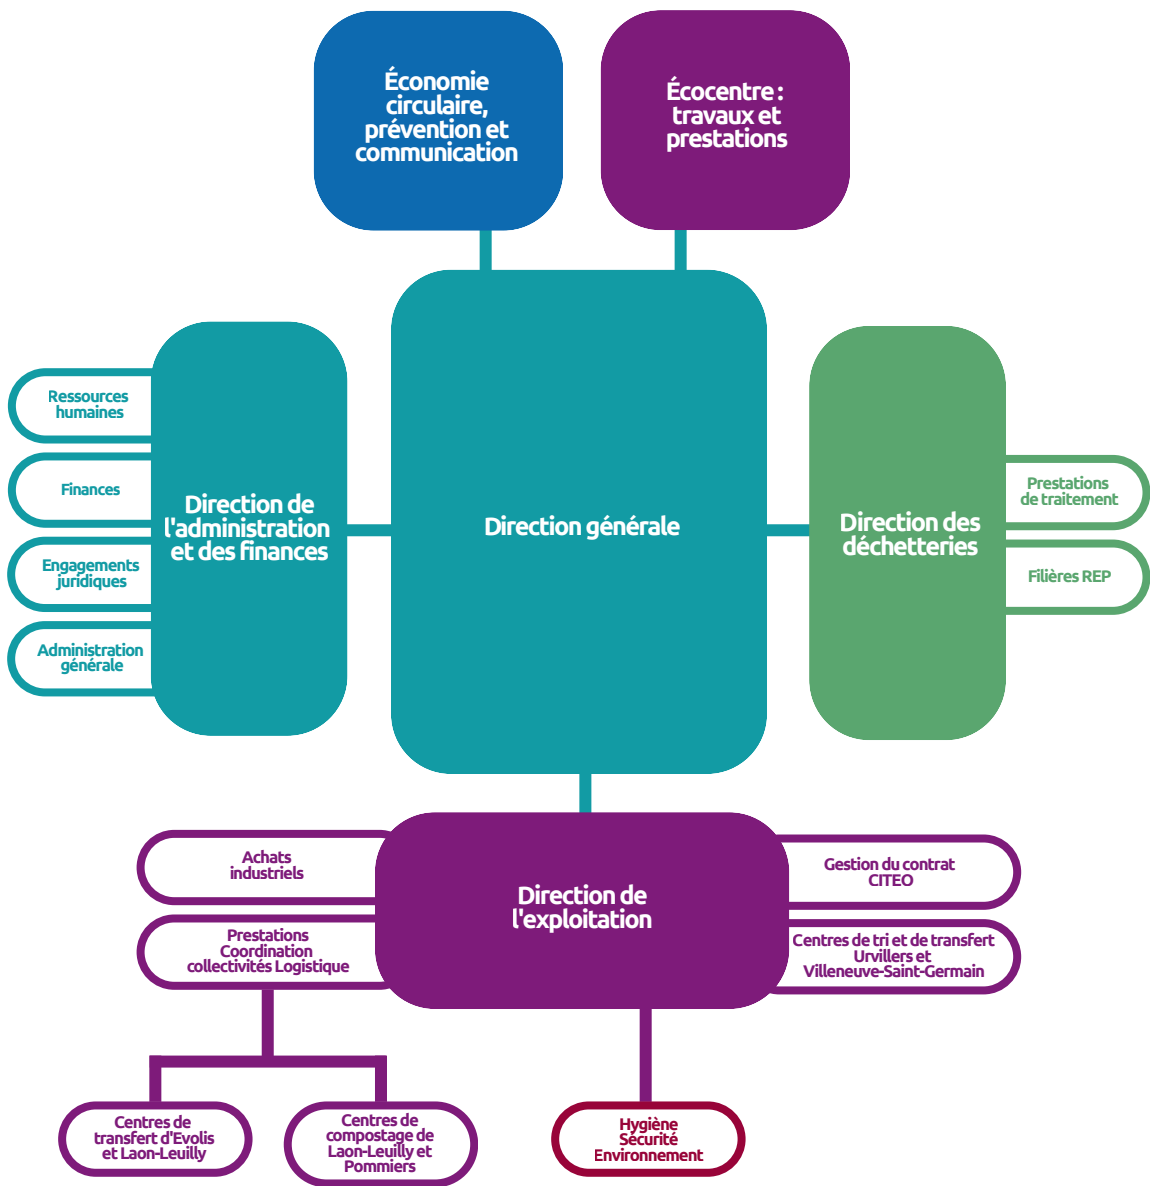 Économie
circulaire,
prévention et
communication
Écocentre :
travaux et
prestations
Ressources
humaines
Finances
Engagements
juridiques
Administration
générale
Direction de
l'administration
et des finances
Direction générale
Direction des
déchetteries
Prestations
de traitement
Filières REP
Achats
industriels
Prestations
Coordination
collectivités Logistique
Direction de
l'exploitation
Gestion du contrat
CITEO
Centres de tri et de transfert
Urvillers et
Villeneuve-Saint-Germain
Centres de
transfert d'Evolis
et Laon-Leuilly
Centres de
compostage de
Laon-Leuilly et
Pommiers
Hygiène
Sécurité
Environnement